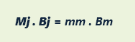 Mj . Bj = mm . Bm